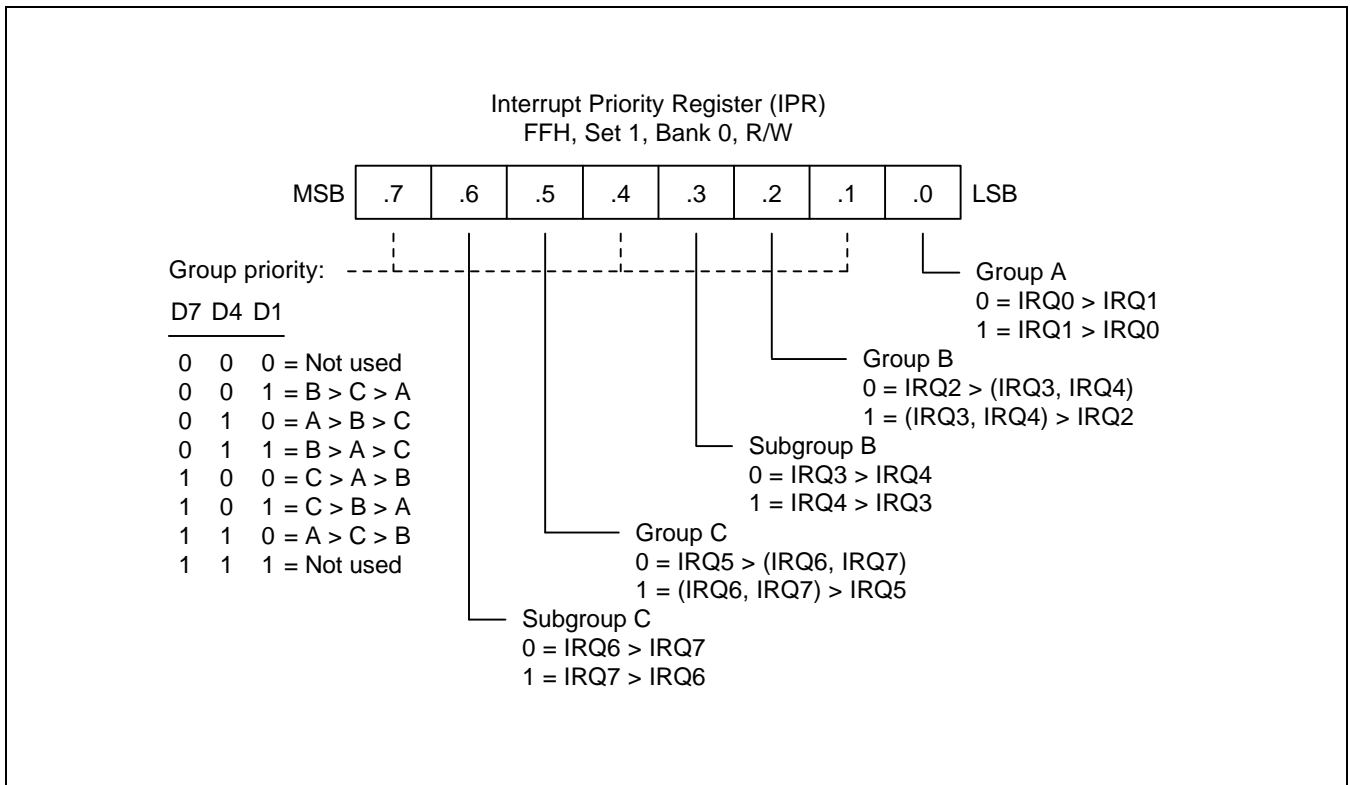 Interrupt Priority Register (IPR)
FFH, Set 1, Bank 0, R/W
MSB .7 .6 .5 .4 .3 .2 .1 .0 LSB
Group priority:
D7 D4 D1
0 0 0 = Not used
0 0 1 = B > C > A
0 1 0 = A > B > C
0 1 1 = B > A > C
1 0 0 = C > A > B
1 0 1 = C > B > A
1 1 0 = A > C > B
1 1 1 = Not used
Group A
0 = IRQ0 > IRQ1
1 = IRQ1 > IRQ0
Group B
0 = IRQ2 > (IRQ3, IRQ4)
1 = (IRQ3, IRQ4) > IRQ2
Subgroup B
0 = IRQ3 > IRQ4
1 = IRQ4 > IRQ3
Group C
0 = IRQ5 > (IRQ6, IRQ7)
1 = (IRQ6, IRQ7) > IRQ5
Subgroup C
0 = IRQ6 > IRQ7
1 = IRQ7 > IRQ6